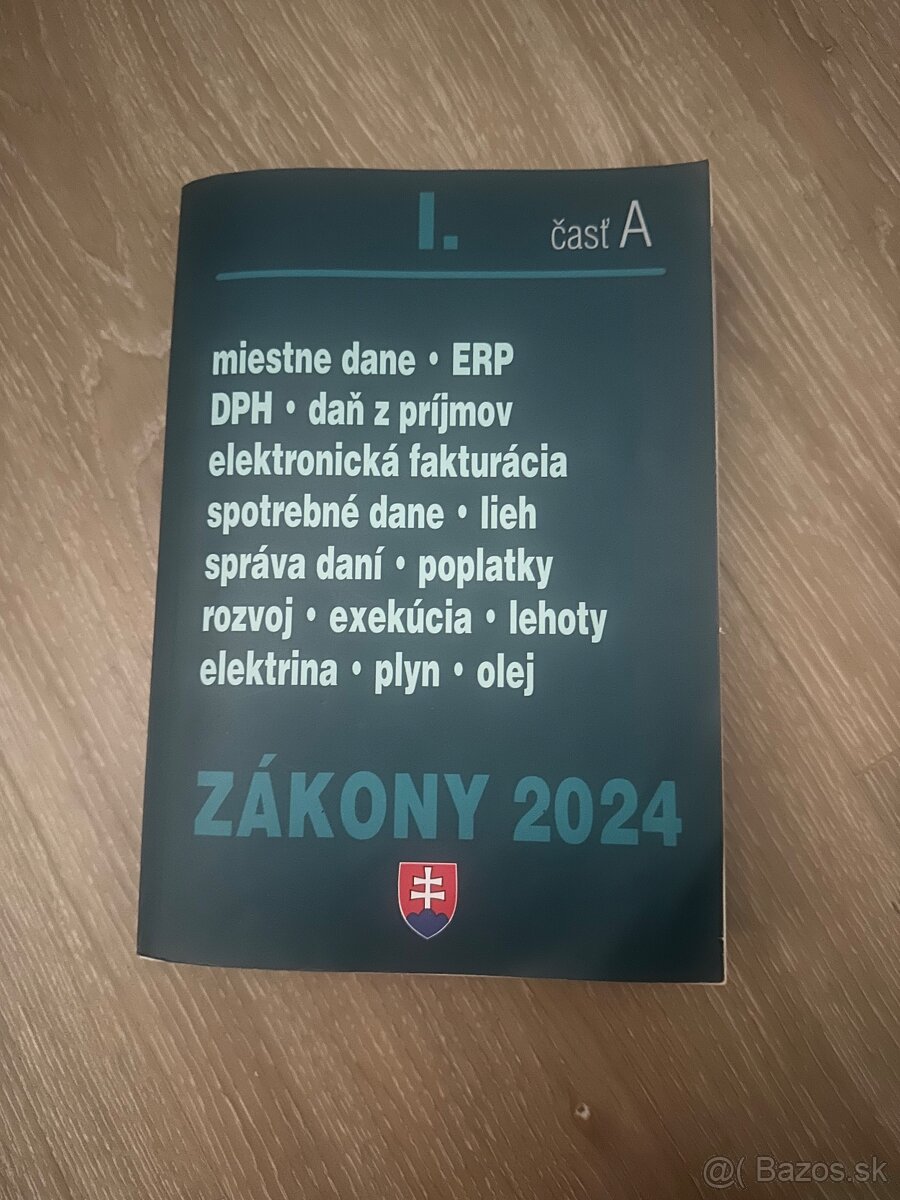 I. časť A
miestne dane • ERP
DPH • daň z príjmov
elektronická fakturácia
spotrebné dane • lieh
správa daní • poplatky
rozvoj • exekúcia • lehoty
elektrina • plyn • olej
ZÁKONY 2024
@( Bazos.sk